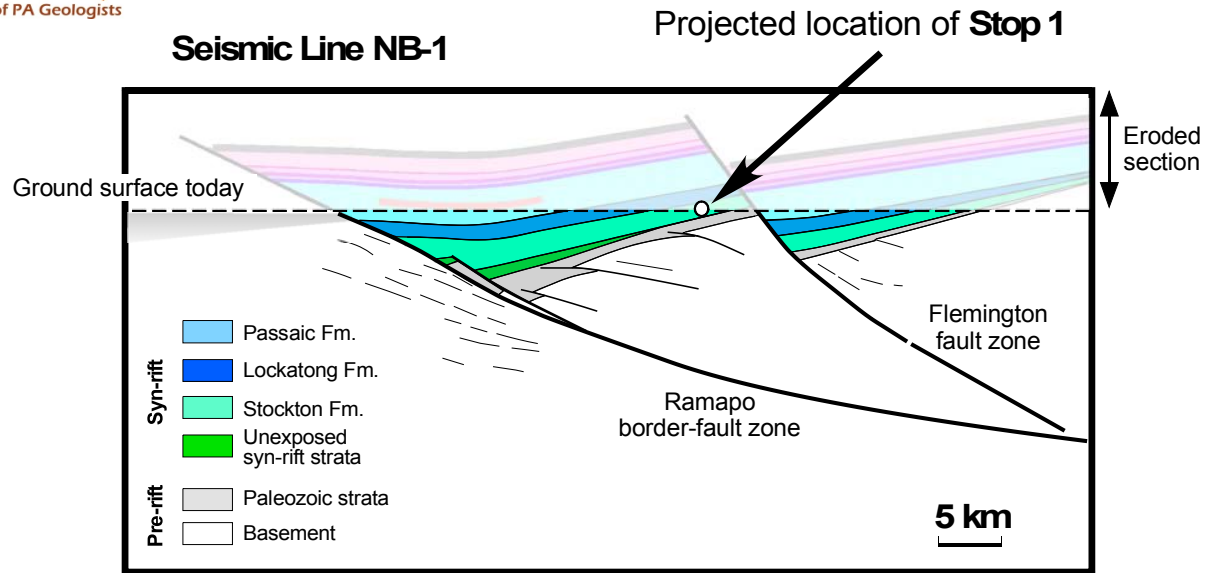 of PA Geologists
Seismic Line NB-1
Projected location of Stop 1
Eroded
section
Ground surface today
Flemington
fault zone
Ramapo
border-fault zone
Syn-rift
Passaic Fm.
Lockatong Fm.
Stockton Fm.
Unexposed
syn-rift strata
Pre-rift
Paleozoic strata
Basement
5 km